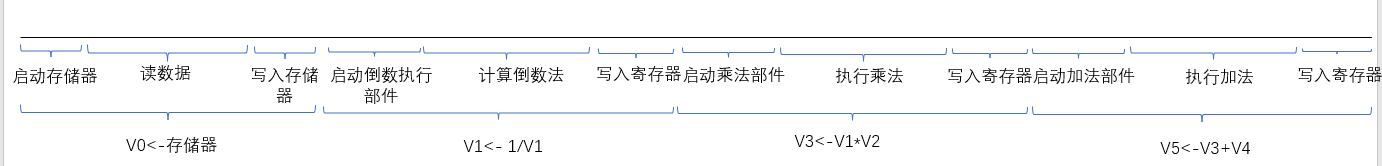 启动存储器
读数据
写入存储
器
启动倒数执行
部件
计算倒数法
写入寄存器
启动乘法部件
执行乘法
写入寄存器
启动加法部件
执行加法
写入寄存器
V0<-存储器
V1<- 1/V1
V3<-V1*V2
V5<-V3+V4